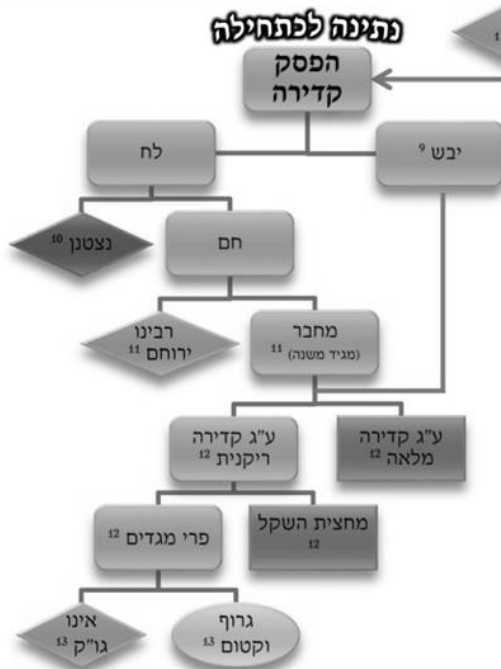 נתינה לכתחילה
1
הפסק
קדירה
יבש 9
לח
נצטנן 10
חם
רבינו
ירוחם 11
מחבר
(מגיד משנה) 11
ע"ג קדירה
מלאה 12
ע"ג קדירה
ריקנית 12
מחצית השקל
12
פרי מגדים 12
גרוף
וקטום 13
אינו
גו"ק 13